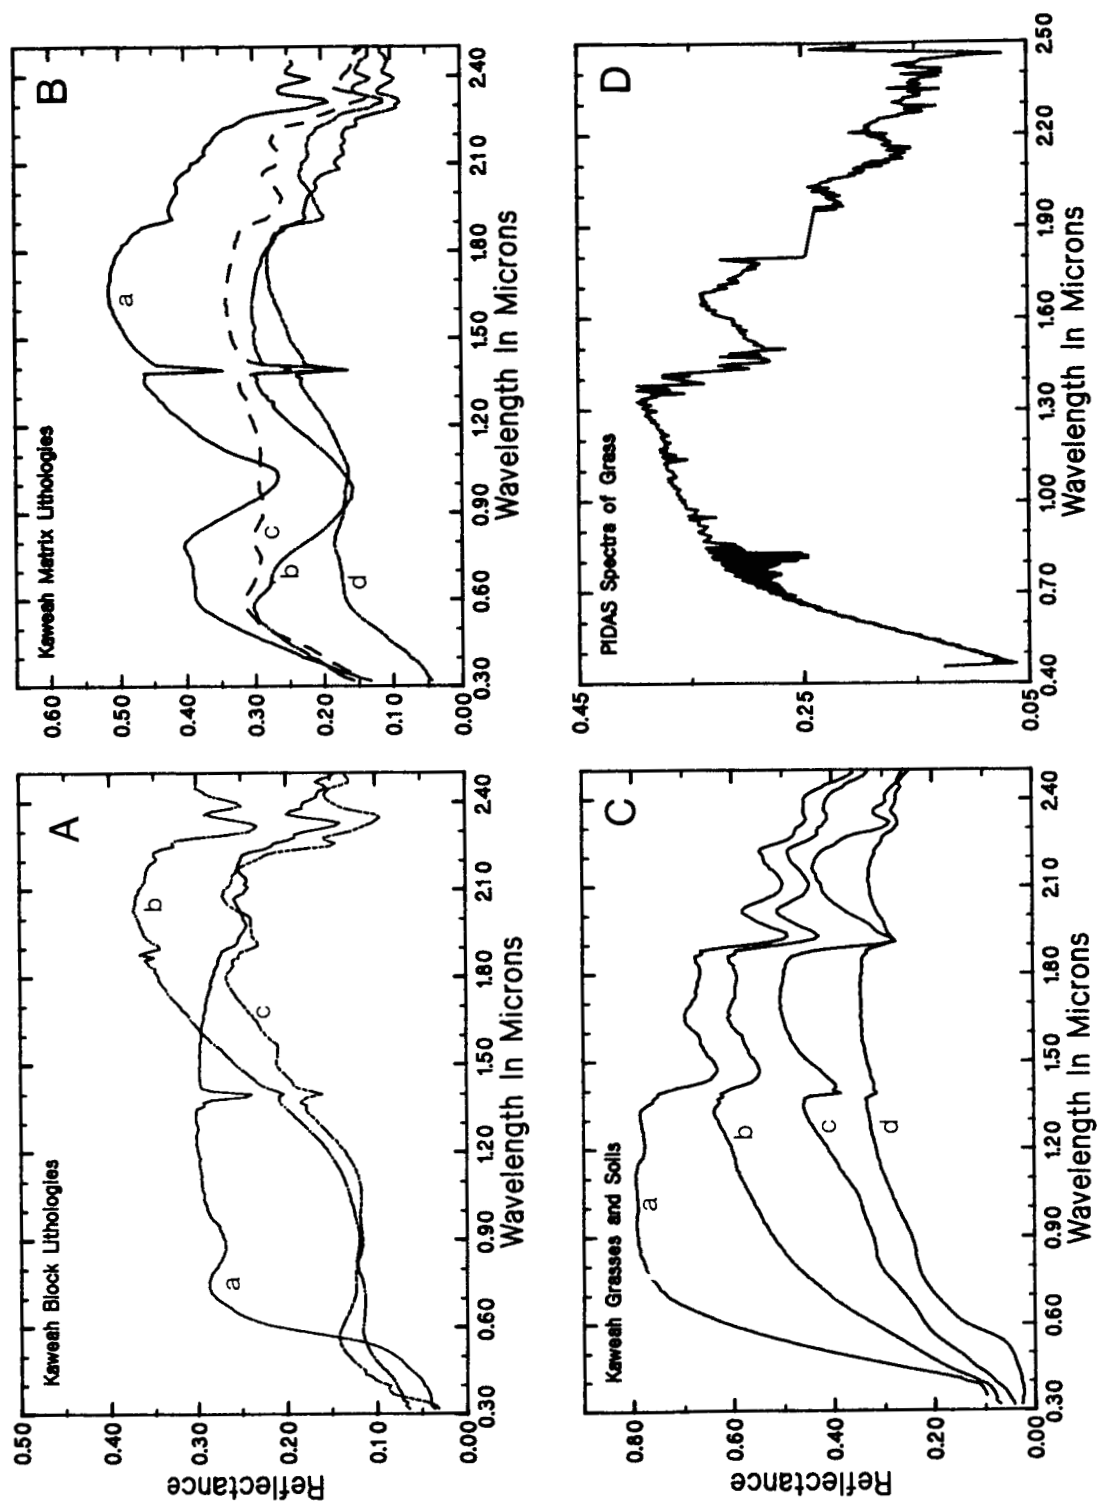 A
Kaweah Block Lithologies
0.50
0.30
0.20
0.10
Reflectance
a
b
c
0.30
0.60
0.90
1.20
1.50
1.80
2.10
2.40
Wavelength In Microns
B
Kaweah Matrix Lithologies
0.60
0.50
0.40
0.30
0.20
0.10
0.00
a
b
c
d
0.30
0.60
0.90
1.20
1.50
1.80
2.10
2.40
Wavelength In Microns
C
Kaweah Grasses and Soils
0.80
0.60
0.40
0.20
0.00
Reflectance
a
b
c
d
0.30
0.60
0.90
1.20
1.50
1.80
2.10
2.40
Wavelength In Microns
D
PIDAS Spectra of Grass
0.45
0.25
0.05
0.40
0.70
1.00
1.30
1.60
1.90
2.20
2.50
Wavelength In Microns